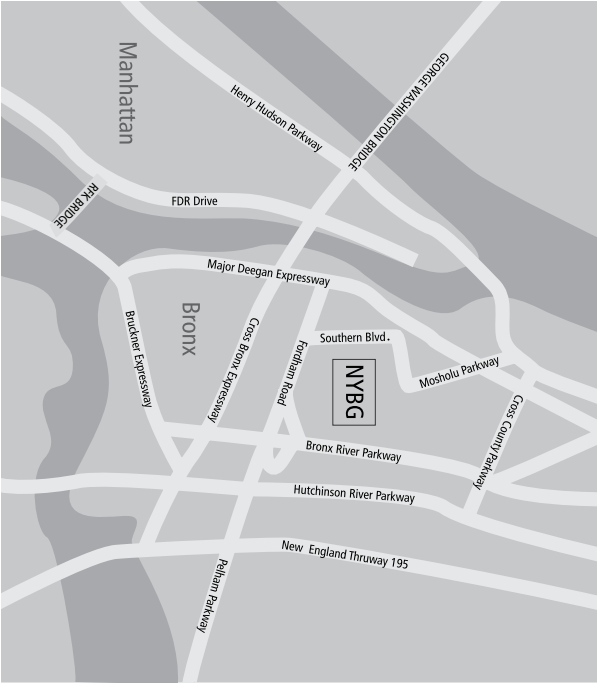 Manhattan
Henry Hudson Parkway
GEORGE WASHINGTON BRIDGE
RFK BRIDGE
FDR Drive
Major Deegan Expressway
Bronx
Bruckner Expressway
Cross Bronx Expressway
Fordham Road
Southern Blvd.
NYBG
Mosholu Parkway
Cross County Parkway
Bronx River Parkway
Hutchinson River Parkway
New England Thruway 195
Pelham Parkway